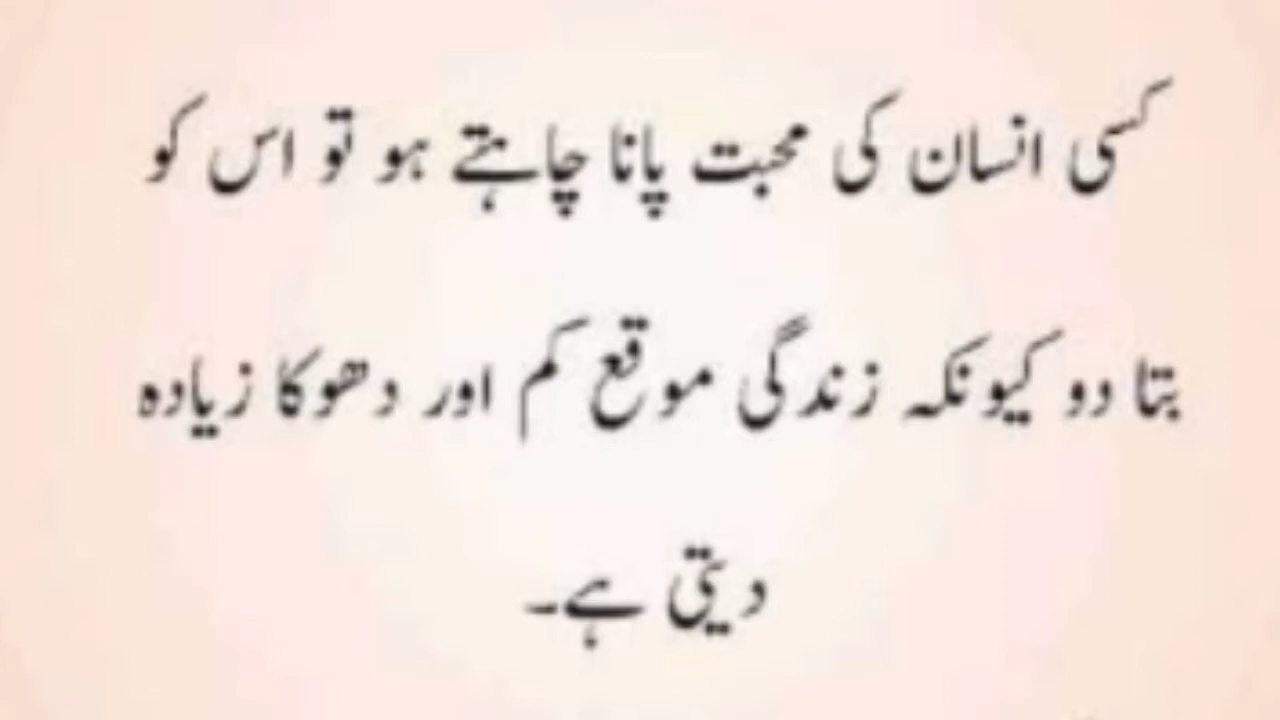 کسی انسان کی محبت پانا چاہتے ہو تو اس کو
بتا دو کیونکہ زندگی موقع کم اور دھوکا زیادہ
دیتی ہے۔